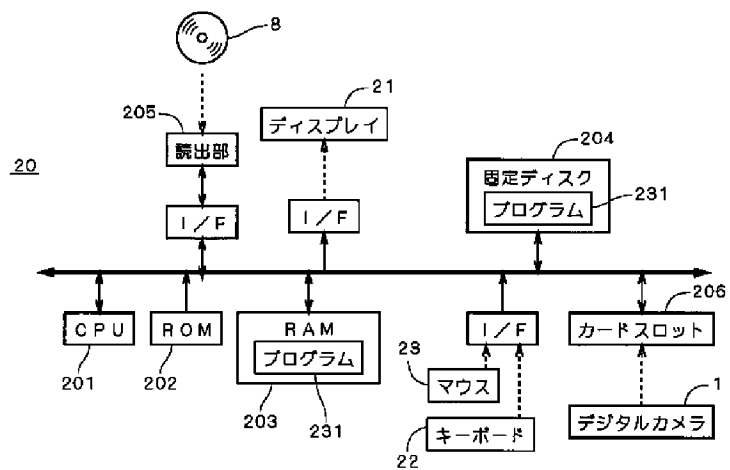 8
21
205
ディスプレイ
204
読出部
20
固定ディスク
231
プログラム
I/F
I/F
206
CPU
ROM
RAM
プログラム
I/F
カードスロット
201
202
203
231
23
マウス
1
22
キーボード
デジタルカメラ